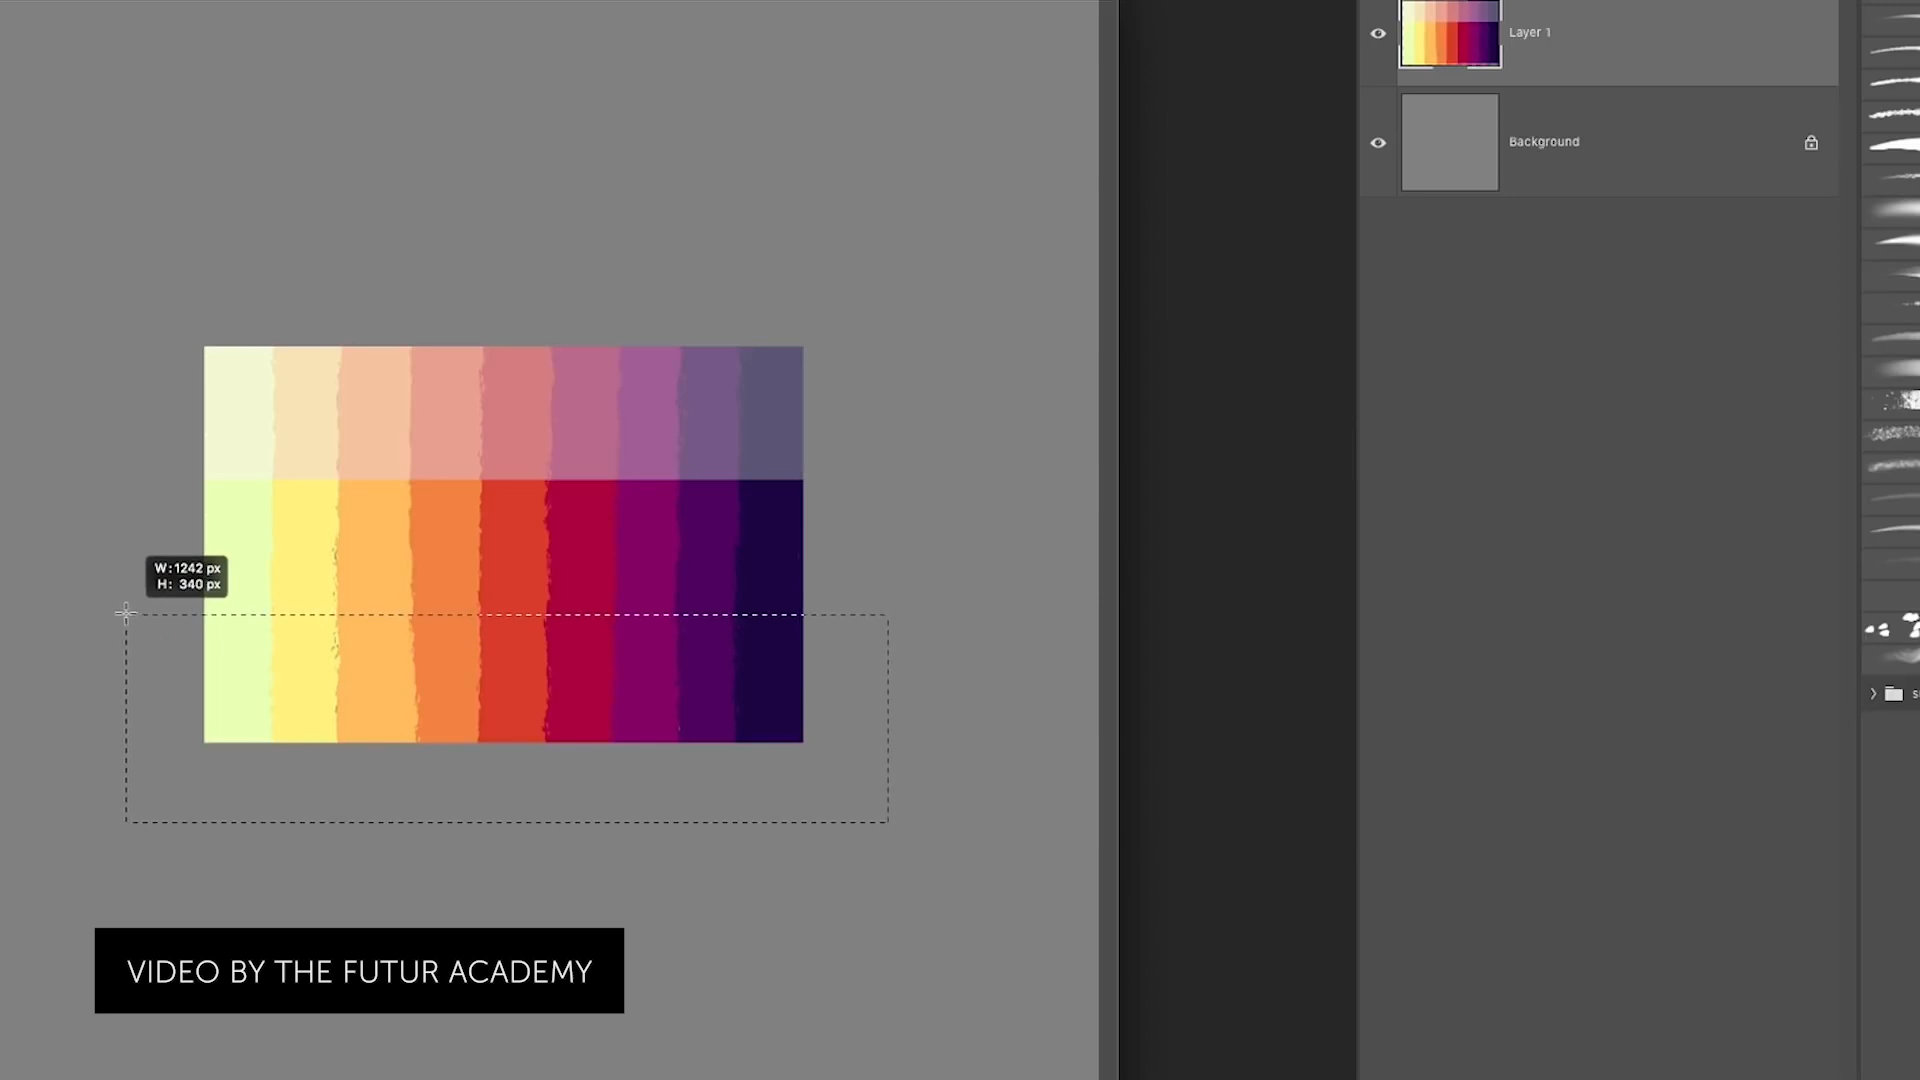 Layer 1
Background
W:1242 px
H: 340 px
VIDEO BY THE FUTUR ACADEMY